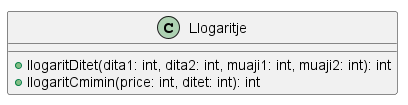 C Llogaritje
llogaritDitet(dita1: int, dita2: int, muaji1: int, muaji2: int): int
llogaritCmimin(price: int, ditet: int): int